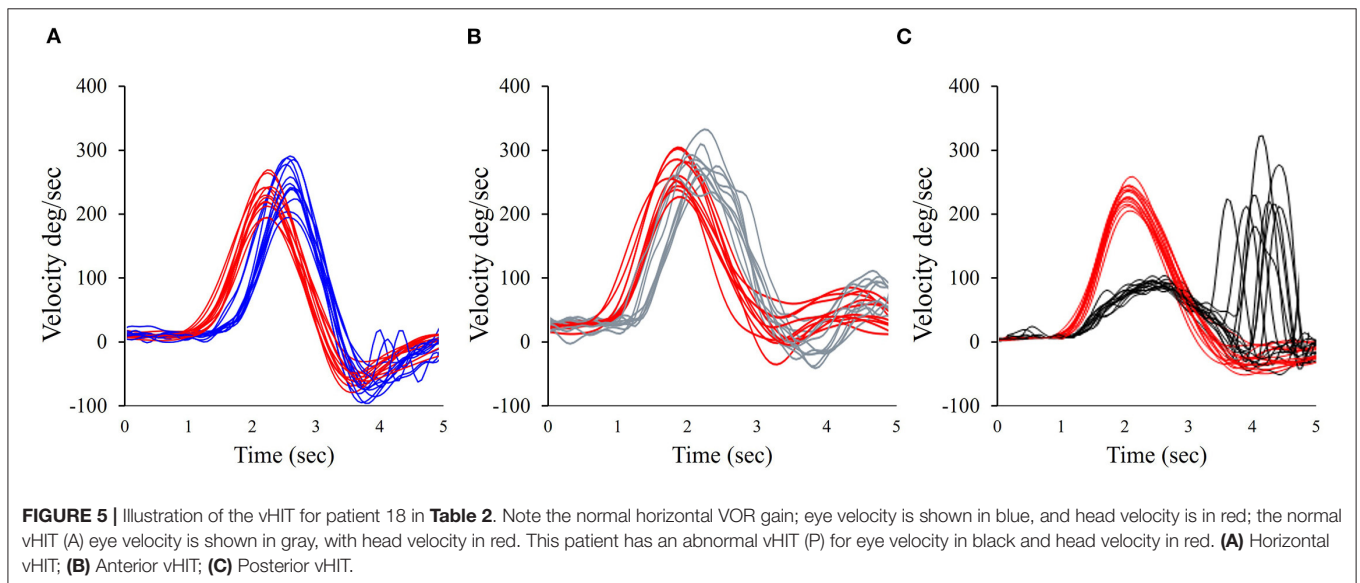 A
B
C
400
300
200
100
0
-100
Velocity deg/sec
0 1 2 3 4 5
Time (sec)
400
300
200
100
0
-100
Velocity deg/sec
0 1 2 3 4 5
Time (sec)
400
300
200
100
0
-100
Velocity deg/sec
0 1 2 3 4 5
Time (sec)
FIGURE 5 | Illustration of the vHIT for patient 18 in Table 2. Note the normal horizontal VOR gain; eye velocity is shown in blue, and head velocity is in red; the normal
vHIT (A) eye velocity is shown in gray, with head velocity in red. This patient has an abnormal vHIT (P) for eye velocity in black and head velocity in red. (A) Horizontal
vHIT; (B) Anterior vHIT; (C) Posterior vHIT.